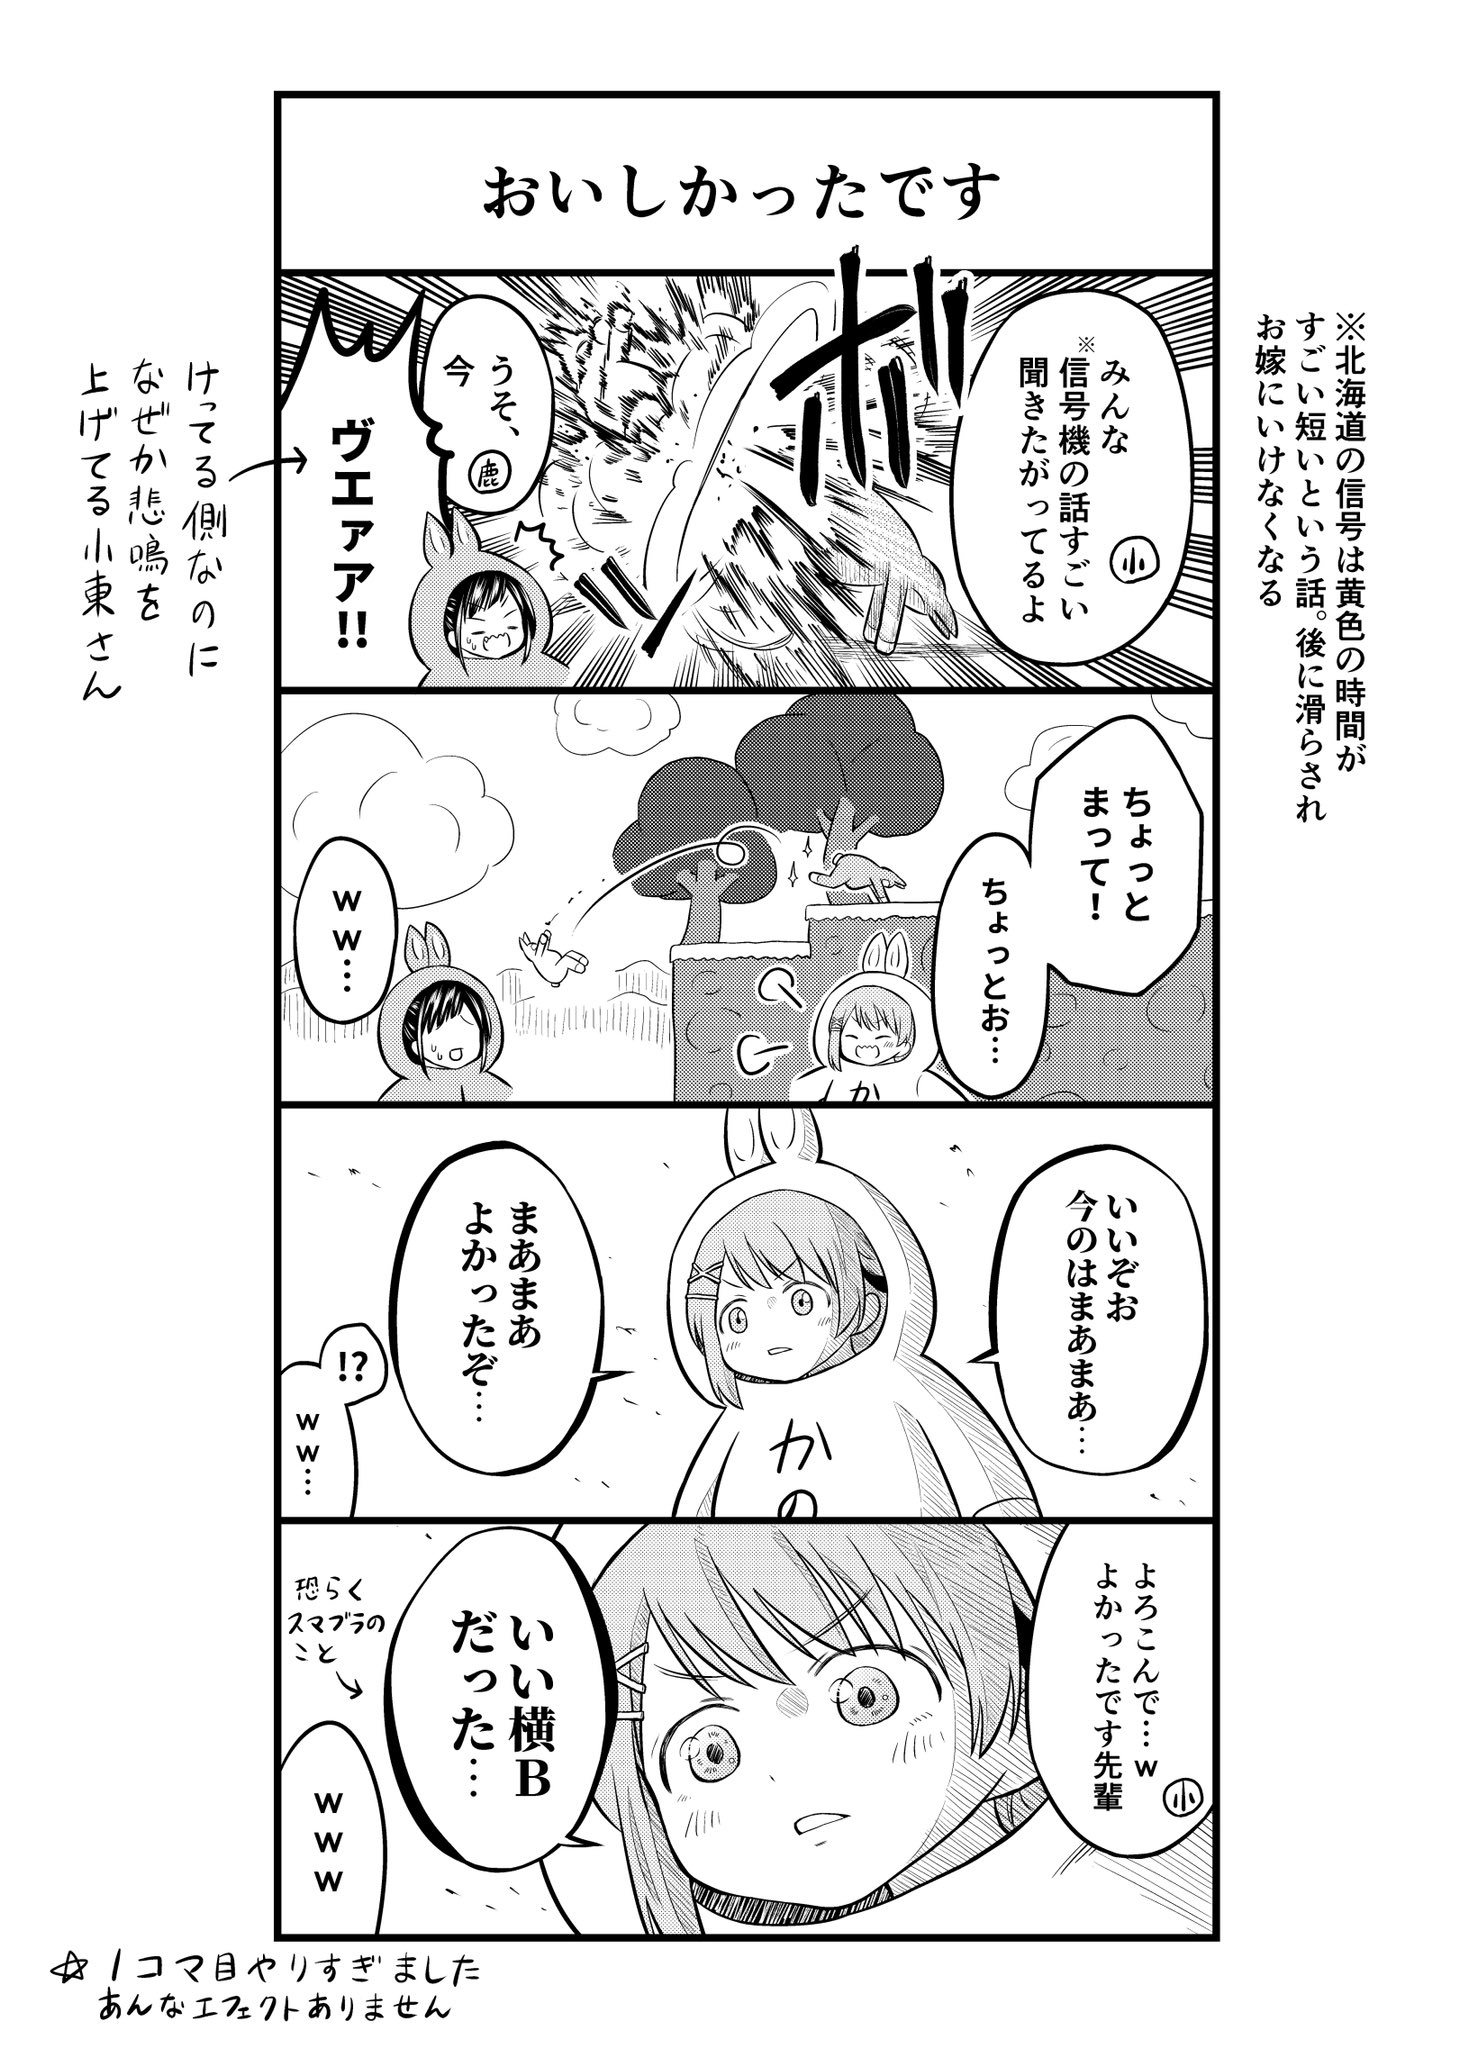 おいしかったです
※北海道の信号は黄色の時間が
すごい短いという話。後に滑らされ
お嫁にいけなくなる
みんな
※信号機の話すごい
聞きたがってるよ
小
ボガ
うそ、
今
鹿
ヴエァア!!
けってる側なのに
なぜか悲鳴を
上げてる小東さん
ちょっと
まって!
ちょっとお…
か
ww…
いいぞお
今のはまあまあ…
かの
まあまあ
よかったぞ…
!?
ww…
よろこんで…w
よかったです先輩
小
いい横B
だった…
恐らく
スマブラの
こと
www
☆1コマ目やりすぎました
あんなエフェクトありません